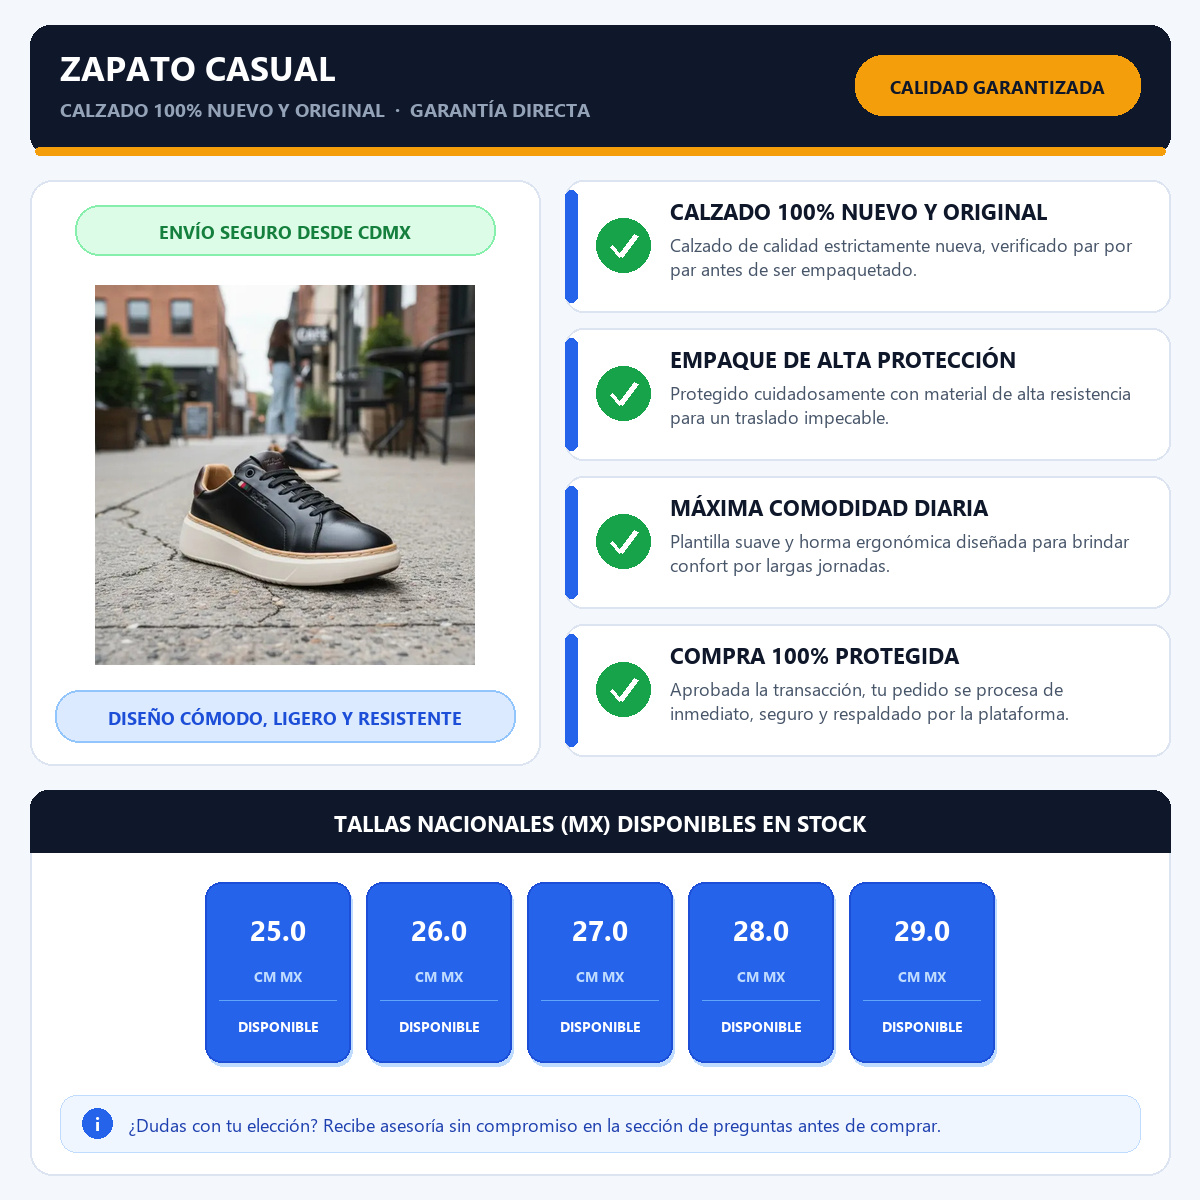 ZAPATO CASUAL
CALZADO 100% NUEVO Y ORIGINAL · GARANTÍA DIRECTA
CALIDAD GARANTIZADA
ENVÍO SEGURO DESDE CDMX
DISEÑO CÓMODO, LIGERO Y RESISTENTE
CALZADO 100% NUEVO Y ORIGINAL
Calzado de calidad estrictamente nueva, verificado par por
par antes de ser empaquetado.
EMPAQUE DE ALTA PROTECCIÓN
Protegido cuidadosamente con material de alta resistencia
para un traslado impecable.
MÁXIMA COMODIDAD DIARIA
Plantilla suave y horma ergonómica diseñada para brindar
confort por largas jornadas.
COMPRA 100% PROTEGIDA
Aprobada la transacción, tu pedido se procesa de
inmediato, seguro y respaldado por la plataforma.
TALLAS NACIONALES (MX) DISPONIBLES EN STOCK
25.0
CM MX
DISPONIBLE
26.0
CM MX
DISPONIBLE
27.0
CM MX
DISPONIBLE
28.0
CM MX
DISPONIBLE
29.0
CM MX
DISPONIBLE
i
¿Dudas con tu elección? Recibe asesoría sin compromiso en la sección de preguntas antes de comprar.